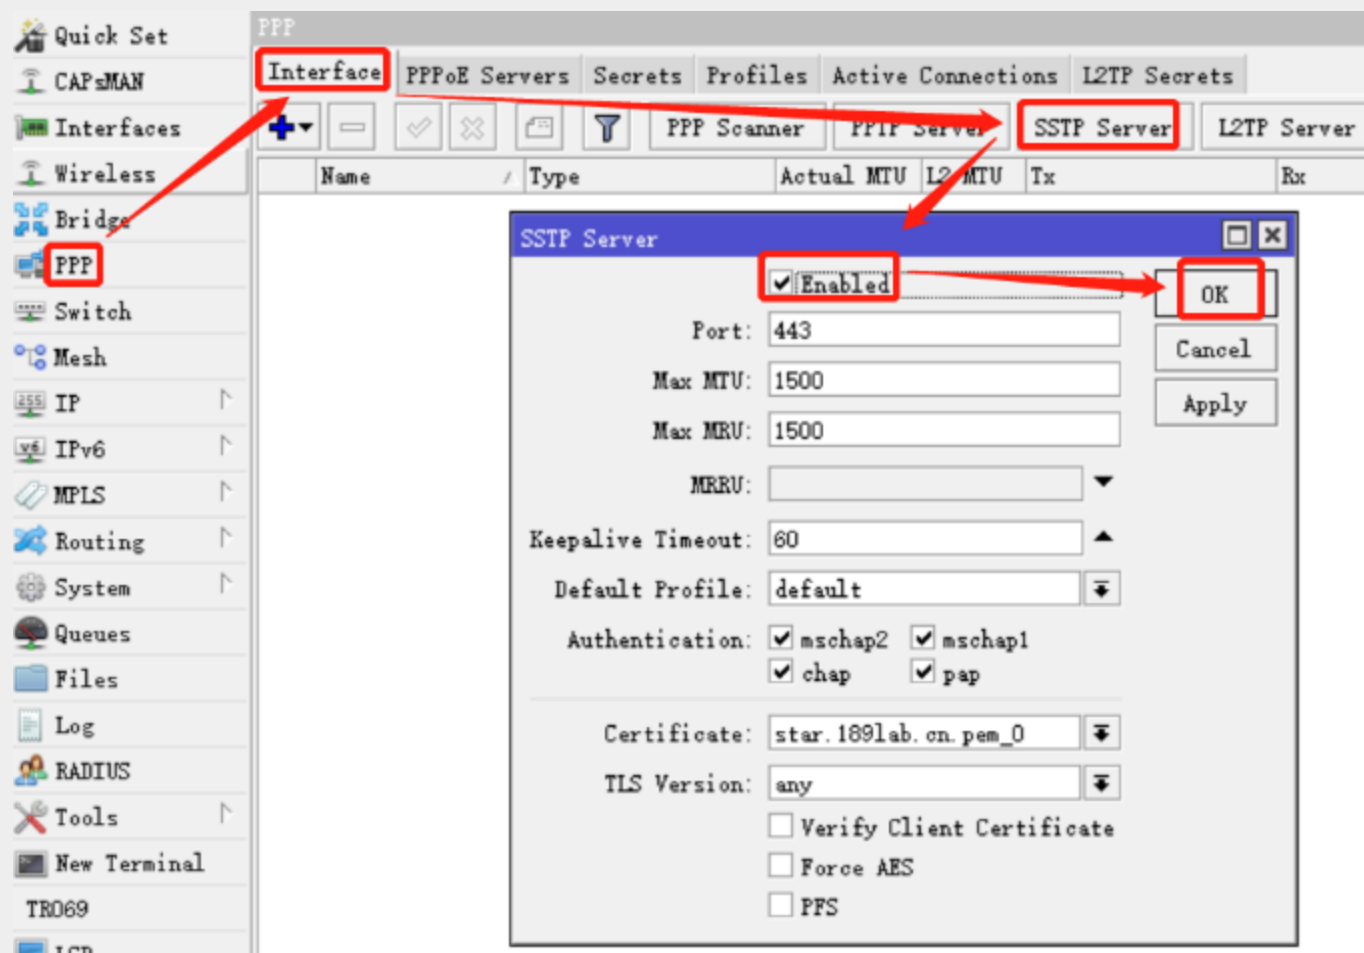 Quick Set
CAPsMAN
Interfaces
Wireless
Bridge
PPP
Switch
Mesh
255 IP
v6 IPv6
MPLS
Routing
System
Queues
Files
Log
RADIUS
Tools
New Terminal
TR069
PPP
Interface PPPoE Servers Secrets Profiles Active Connections L2TP Secrets
PPP Scanner PPTP Server SSTP Server L2TP Server
Name Type Actual MTU L2 MTU Tx Rx
SSTP Server
Enabled
OK
Port: 443
Cancel
Max MTU: 1500
Apply
Max MRU: 1500
MRRU:
Keepalive Timeout: 60
Default Profile: default
Authentication: mschap2 mschap1
chap pap
Certificate: star.189lab.cn.pem_0
TLS Version: any
Verify Client Certificate
Force AES
PFS